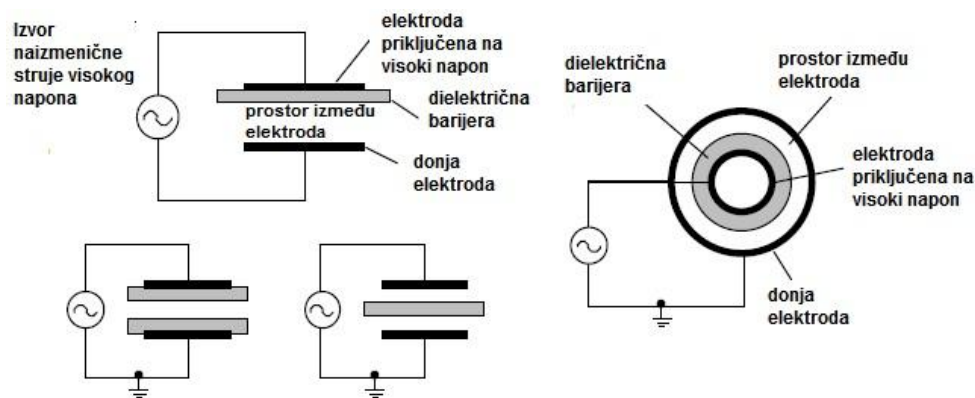 Izvor
naizmenične
struje visokog
napona
elektroda
priključena na
visoki napon
dielektrična
barijera
prostor između
elektroda
donja
elektroda
dielektrična
barijera
prostor između
elektroda
elektroda
priključena na
visoki napon
donja
elektroda